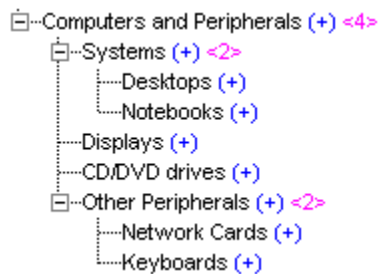 Computers and Peripherals (+) <4>
Systems (+) <2>
Desktops (+)
Notebooks (+)
Displays (+)
CD/DVD drives (+)
Other Peripherals (+) <2>
Network Cards (+)
Keyboards (+)